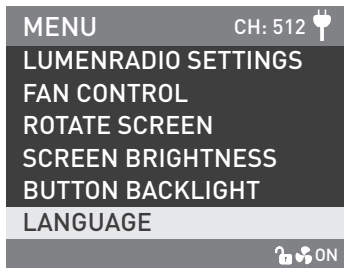 MENU CH: 512
LUMENRADIO SETTINGS
FAN CONTROL
ROTATE SCREEN
SCREEN BRIGHTNESS
BUTTON BACKLIGHT
LANGUAGE
ON